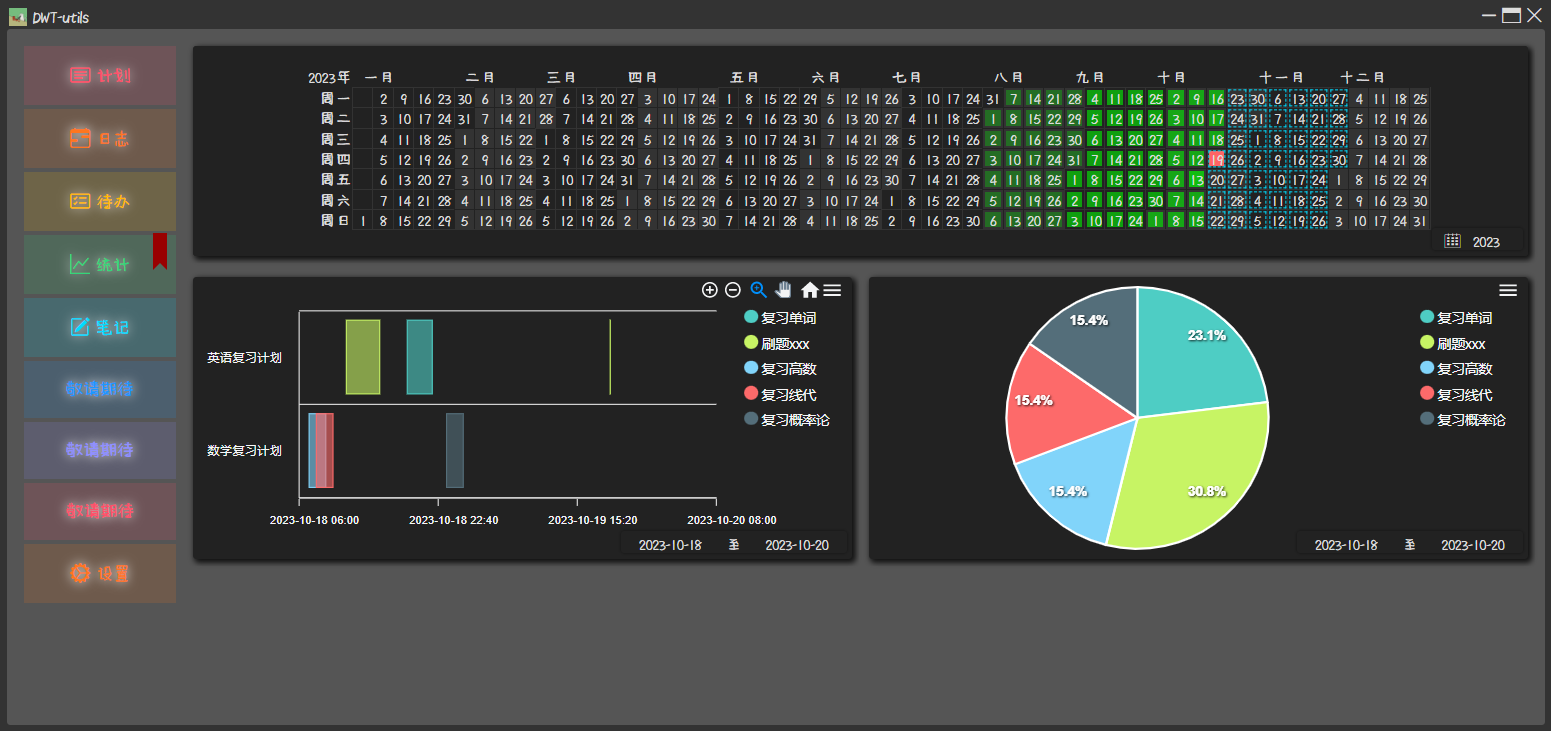 DWT-utils
计划
日志
待办
统计
笔记
敬请期待
敬请期待
敬请期待
设置
2023年 一月 二月 三月 四月 五月 六月 七月 八月 九月 十月 十一月 十二月
周一 2 9 16 23 30 6 13 20 27 6 13 20 27 3 10 17 24 1 8 15 22 29 5 12 19 26 3 10 17 24 31 7 14 21 28 4 11 18 25 2 9 16 23 30 6 13 20 27 4 11 18 25
周二 3 10 17 24 31 7 14 21 28 7 14 21 28 4 11 18 25 2 9 16 23 30 6 13 20 27 4 11 18 25 1 8 15 22 29 5 12 19 26 3 10 17 24 31 7 14 21 28 5 12 19 26
周三 4 11 18 25 1 8 15 22 1 8 15 22 29 5 12 19 26 3 10 17 24 31 7 14 21 28 5 12 19 26 2 9 16 23 30 6 13 20 27 4 11 18 25 1 8 15 22 29 6 13 20 27
周四 5 12 19 26 2 9 16 23 2 9 16 23 30 6 13 20 27 4 11 18 25 1 8 15 22 29 6 13 20 27 3 10 17 24 31 7 14 21 28 5 12 19 26 2 9 16 23 30 7 14 21 28
周五 6 13 20 27 3 10 17 24 3 10 17 24 31 7 14 21 28 5 12 19 26 2 9 16 23 30 7 14 21 28 4 11 18 25 1 8 15 22 29 6 13 20 27 3 10 17 24 1 8 15 22 29
周六 7 14 21 28 4 11 18 25 4 11 18 25 1 8 15 22 29 6 13 20 27 3 10 17 24 1 8 15 22 29 5 12 19 26 2 9 16 23 30 7 14 21 28 4 11 18 25 2 9 16 23 30
周日 1 8 15 22 29 5 12 19 26 5 12 19 26 2 9 16 23 30 7 14 21 28 4 11 18 25 2 9 16 23 30 6 13 20 27 3 10 17 24 1 8 15 22 29 5 12 19 26 3 10 17 24 31
2023
英语复习计划
数学复习计划
2023-10-18 06:00 2023-10-18 22:40 2023-10-19 15:20 2023-10-20 08:00
复习单词
刷题xxx
复习高数
复习线代
复习概率论
2023-10-18 至 2023-10-20
15.4%
23.1%
15.4%
15.4%
30.8%
复习单词
刷题xxx
复习高数
复习线代
复习概率论
2023-10-18 至 2023-10-20